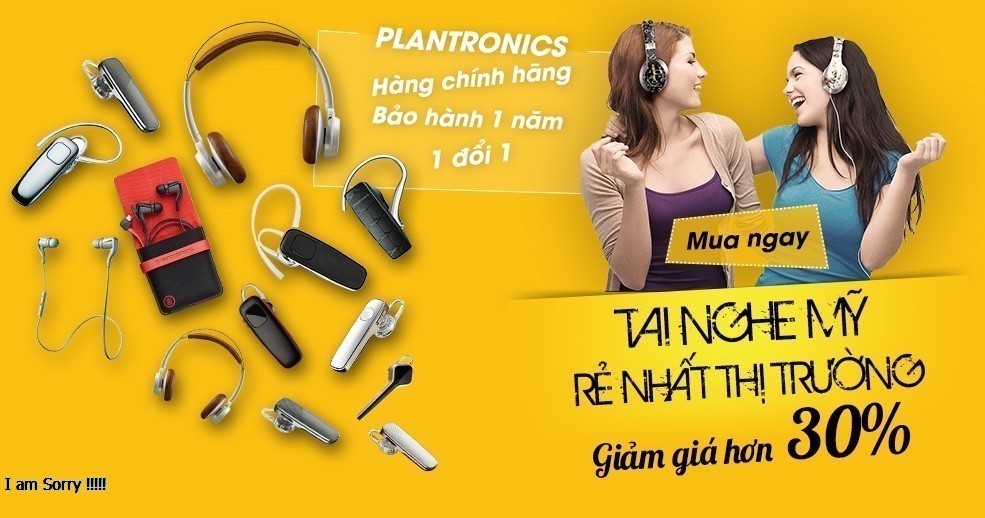 PLANTRONICS
Hàng chính hãng
Bảo hành 1 năm
1 đổi 1
Mua ngay
TAI NGHE MỸ
RẺ NHẤT THỊ TRƯỜNG
Giảm giá hơn 30%
I am Sorry !!!!!